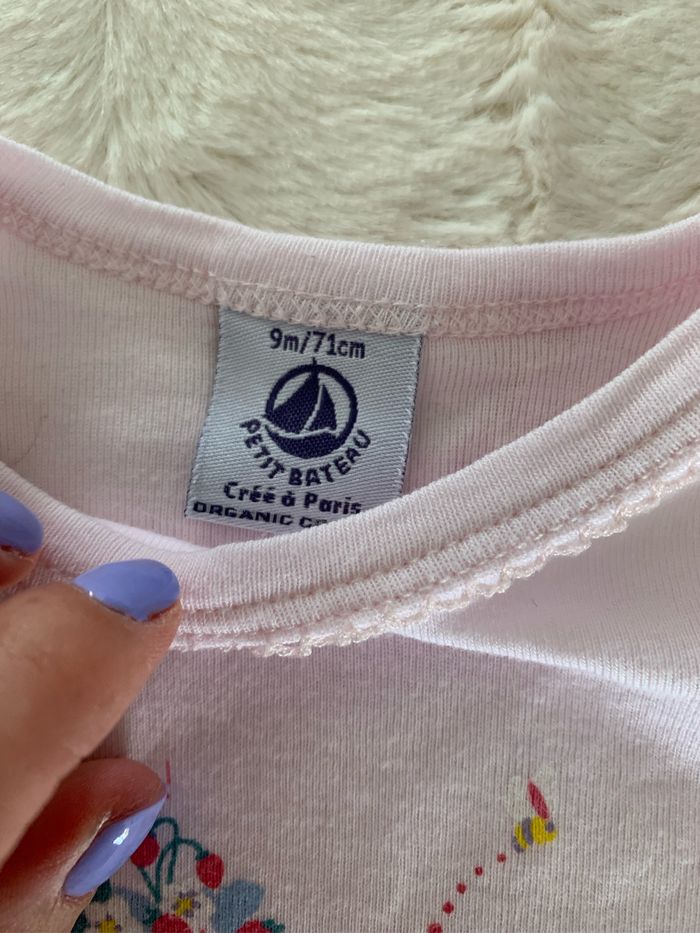 9m/71cm
PETIT BATEAU
Créé à Paris
ORGANIC